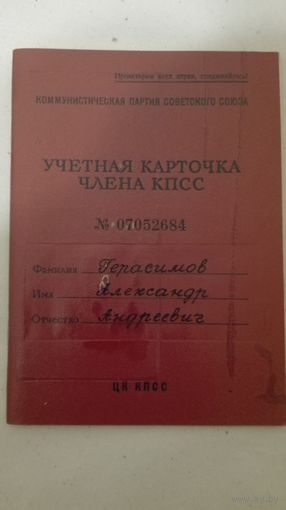 Пролетарии всех стран, соединяйтесь!
КОММУНИСТИЧЕСКАЯ ПАРТИЯ СОВЕТСКОГО СОЮЗА
УЧЕТНАЯ КАРТОЧКА
ЧЛЕНА КПСС
№ 07052684
Фамилия Герасимов
Имя Александр
Отчество Андреевич
ЦК КПСС